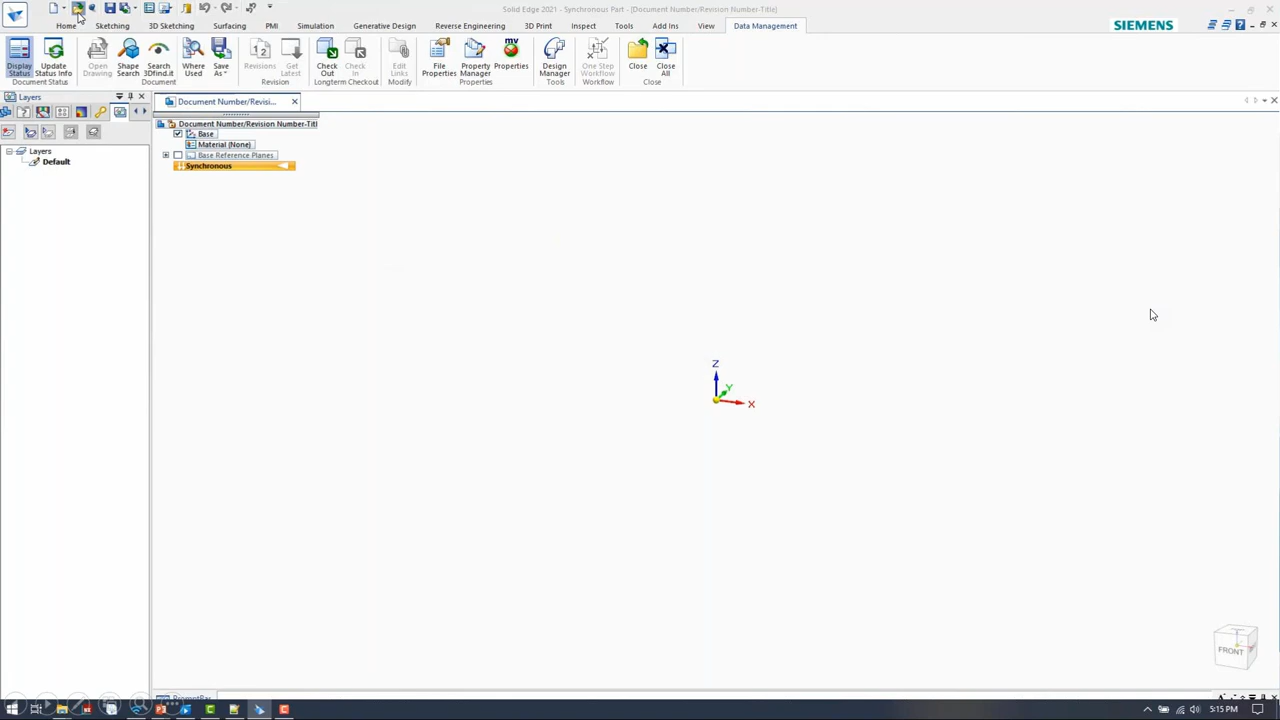 Solid Edge 2021 - Synchronous Part - [Document Number/Revision Number-Title]
Home Sketching 3D Sketching Surfacing PMI Simulation Generative Design Reverse Engineering 3D Print Inspect Tools Add Ins View Data Management
SIEMENS
Display Status
Update Status Info
Open Drawing
Shape Search
Search 3Dfind.it
Where Used
Save As
Revisions
Get Latest
Check Out
Check In
Edit Links
File Properties
Property Manager
mv
Properties
Design Manager
One Step Workflow
Close
Close All
Document Status
Document
Revision
Longterm Checkout
Modify
Properties
Tools
Workflow
Close
Layers
Document Number/Revisi...
Layers
Default
Document Number/Revision Number-Titl
Base
Material (None)
Base Reference Planes
Synchronous
Z
Y
X
FRONT
PromptBar
5:15 PM